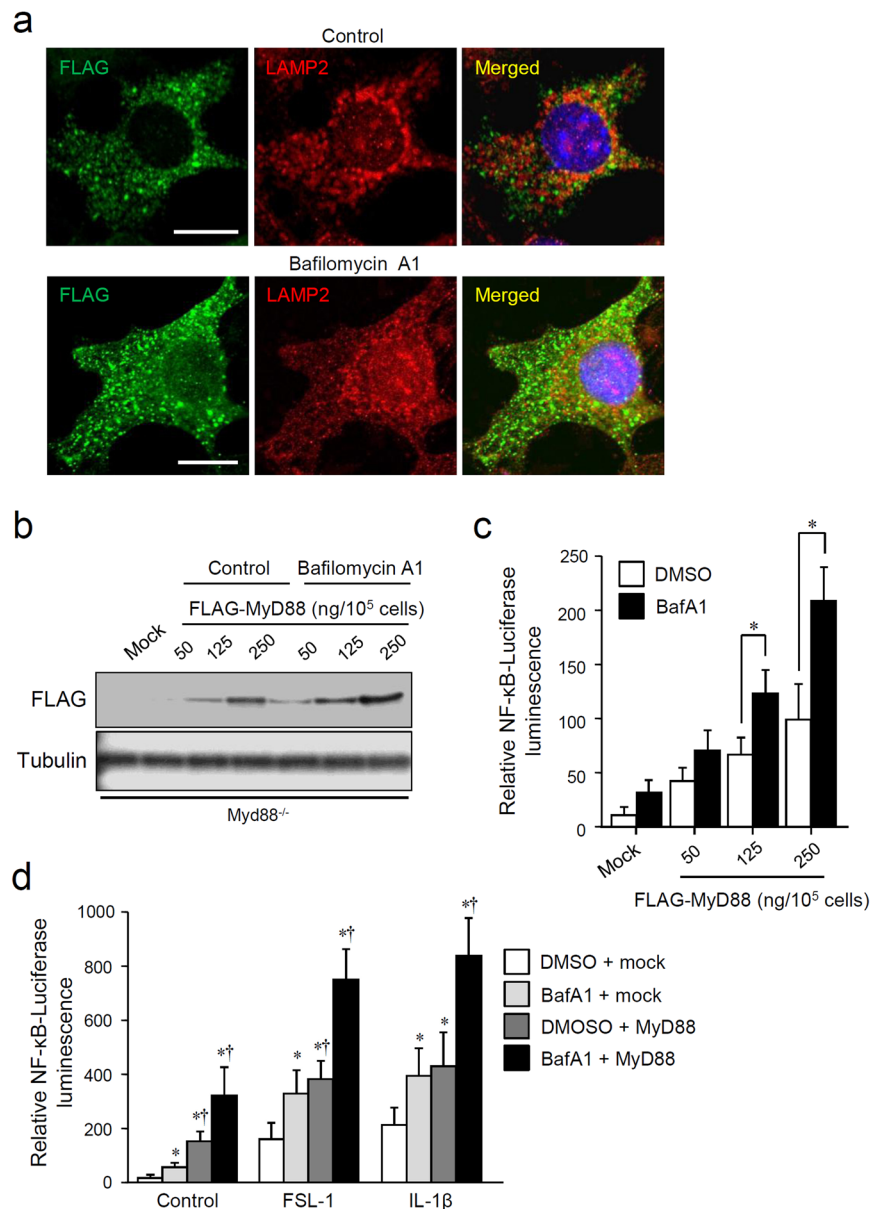 a
Control
FLAG LAMP2 Merged
Bafilomycin A1
FLAG LAMP2 Merged
b
Control Bafilomycin A1
FLAG-MyD88 (ng/10⁵ cells)
Mock 50 125 250 50 125 250
FLAG
Tubulin
Myd88⁻/⁻
c
Relative NF-κB-Luciferase
luminescence
250
200
150
100
50
0
DMSO
BafA1
*
*
Mock 50 125 250
FLAG-MyD88 (ng/10⁵ cells)
d
Relative NF-κB-Luciferase
luminescence
1000
800
600
400
200
0
* *† *†
* *† *†
* * *†
Control FSL-1 IL-1β
DMSO + mock
BafA1 + mock
DMOSO + MyD88
BafA1 + MyD88